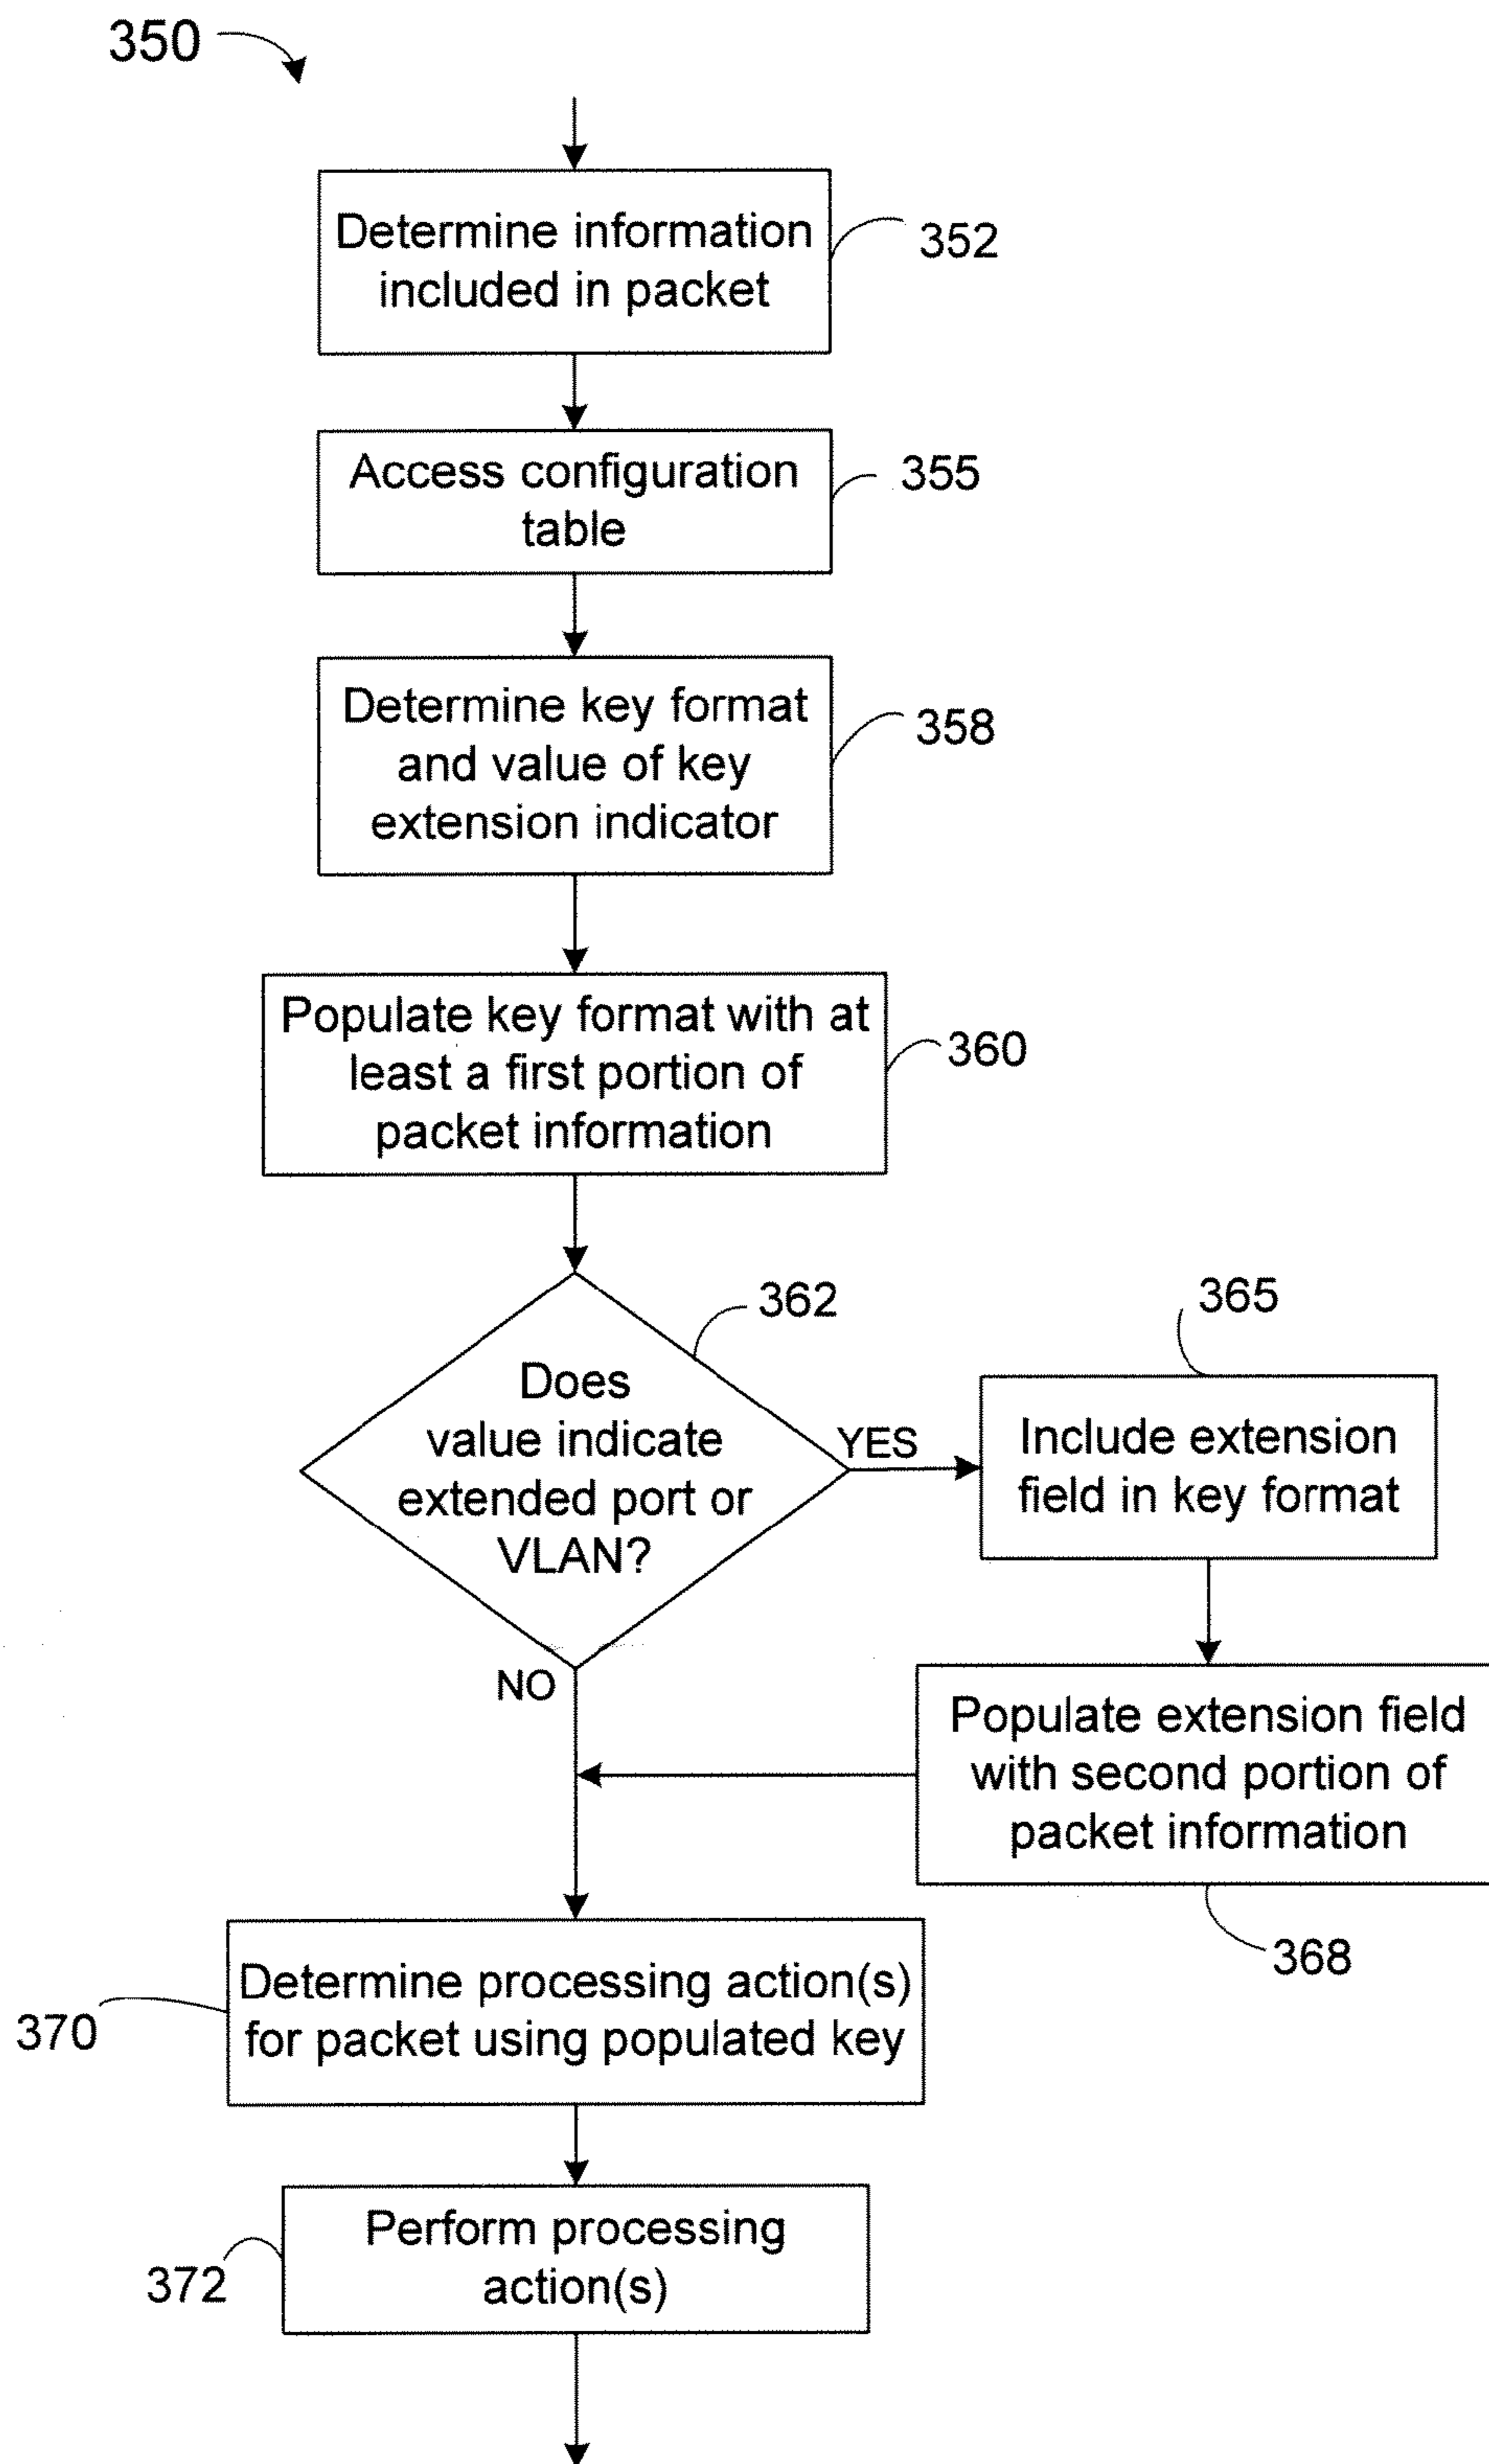 350
Determine information
included in packet
352
Access configuration
table
355
Determine key format
and value of key
extension indicator
358
Populate key format with at
least a first portion of
packet information
360
362
Does
value indicate
extended port or
VLAN?
YES
NO
365
Include extension
field in key format
Populate extension field
with second portion of
packet information
368
Determine processing action(s)
for packet using populated key
370
Perform processing
action(s)
372